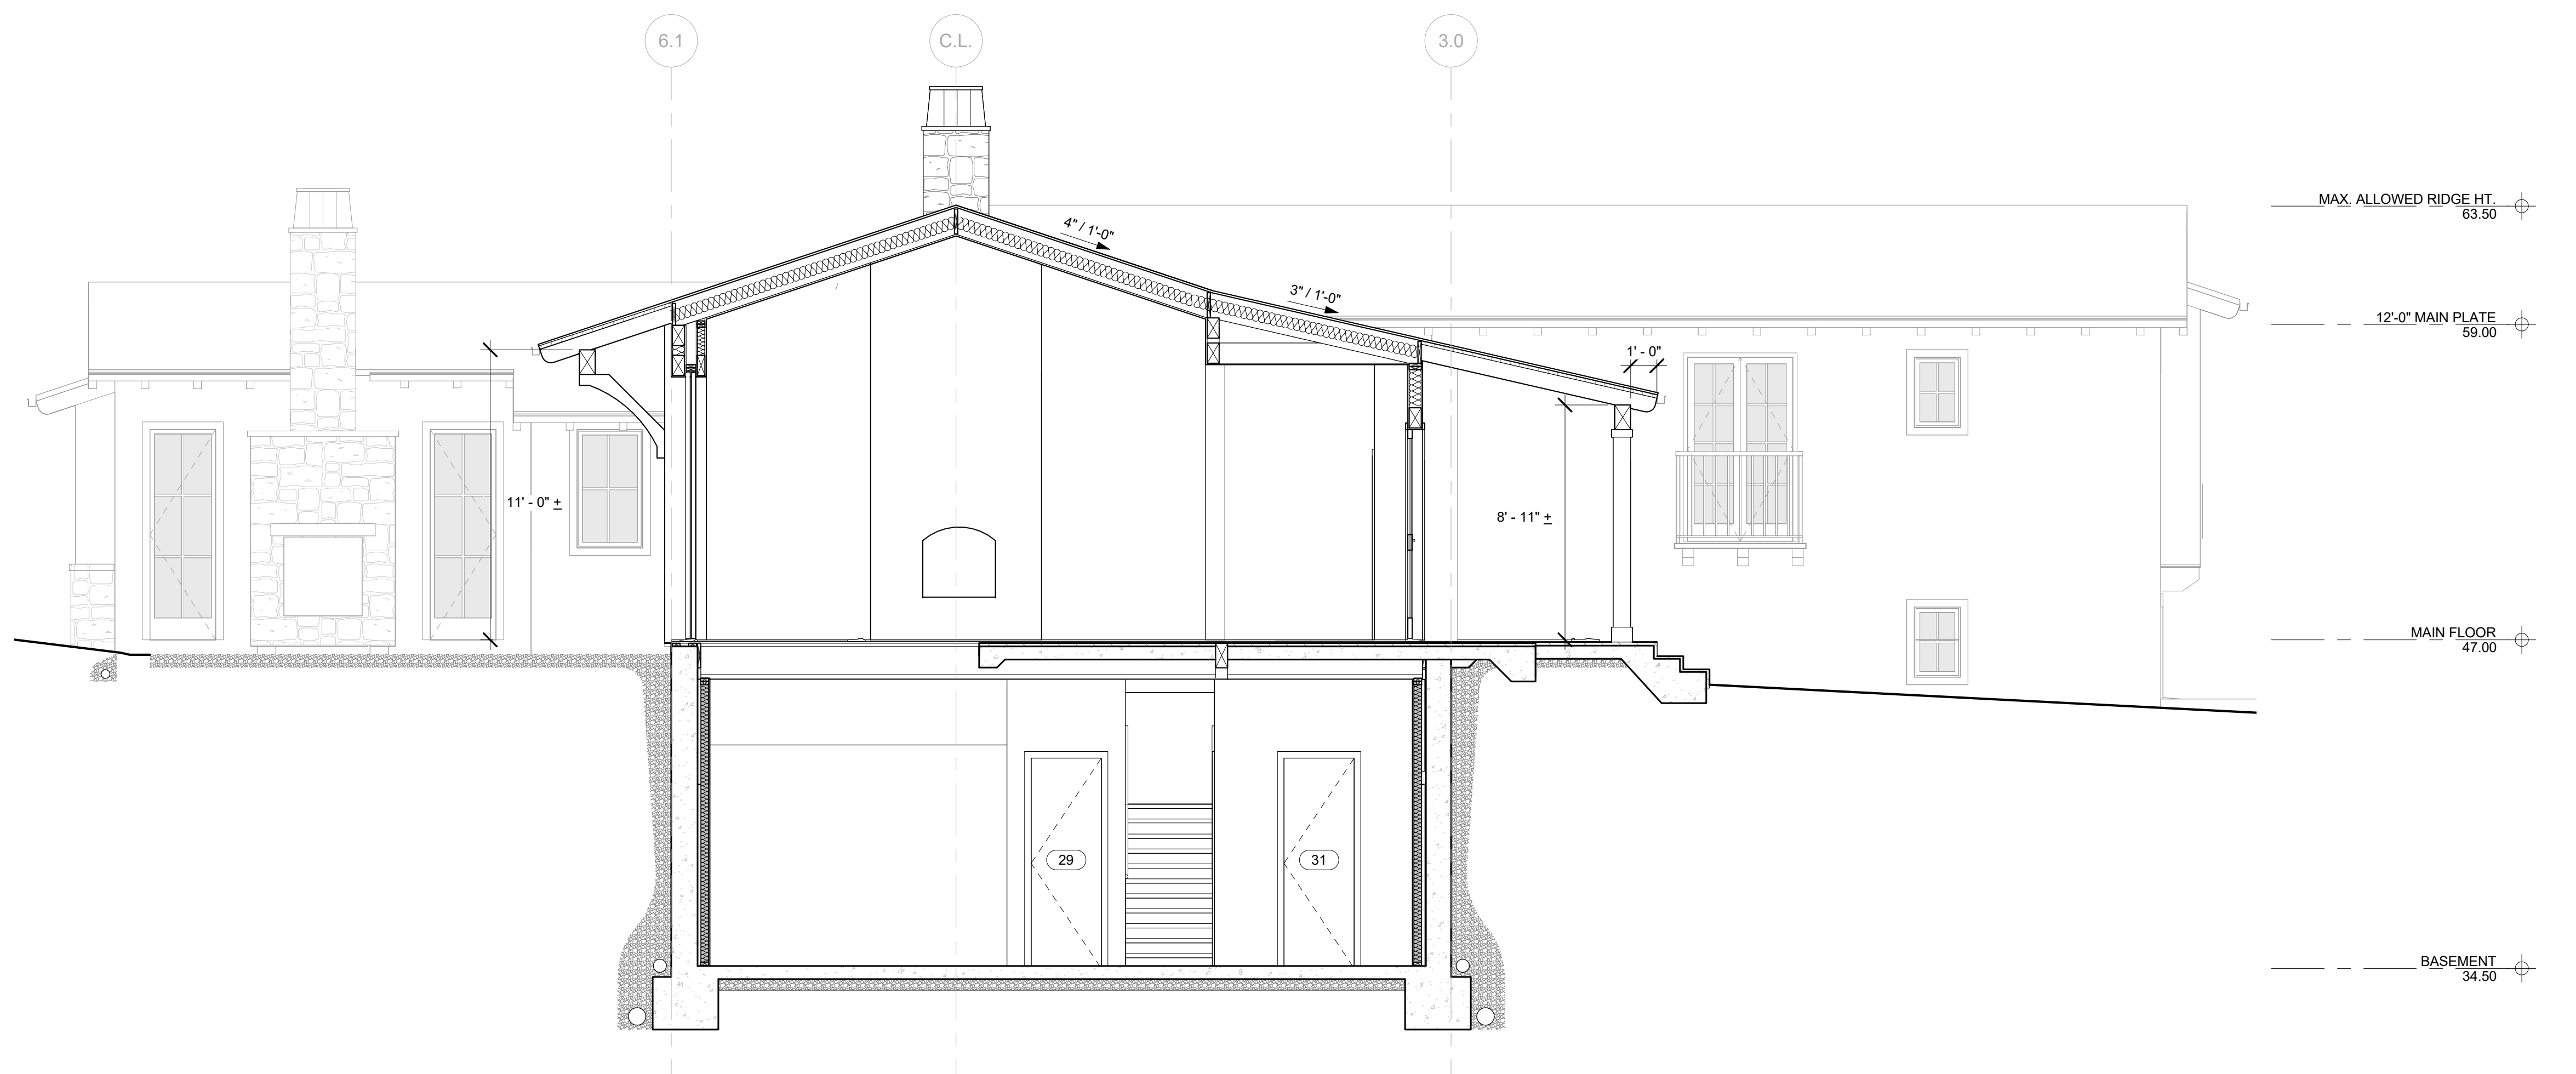 6.1
C.L.
3.0
MAX. ALLOWED RIDGE HT.
63.50
4" / 1'-0"
3" / 1'-0"
12'-0" MAIN PLATE
59.00
1' - 0"
11' - 0" ±
8' - 11" ±
MAIN FLOOR
47.00
29
31
BASEMENT
34.50